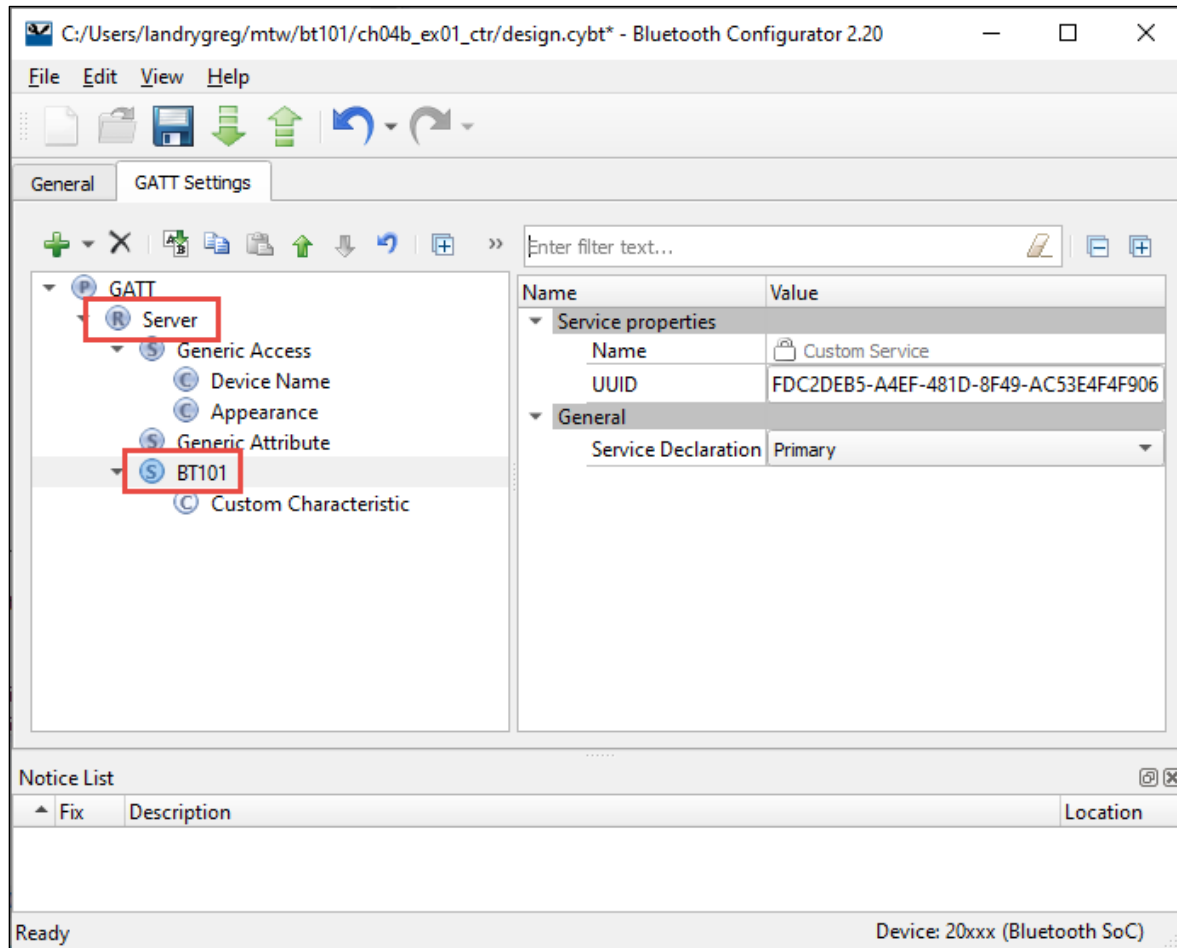 C:/Users/landrygreg/mtw/bt101/ch04b_ex01_ctr/design.cybt* - Bluetooth Configurator 2.20
File Edit View Help
General GATT Settings
Enter filter text...
GATT
Server
Generic Access
Device Name
Appearance
Generic Attribute
BT101
Custom Characteristic
Name Value
Service properties
Name Custom Service
UUID FDC2DEB5-A4EF-481D-8F49-AC53E4F4F906
General
Service Declaration Primary
Notice List
Fix Description Location
Ready Device: 20xxx (Bluetooth SoC)